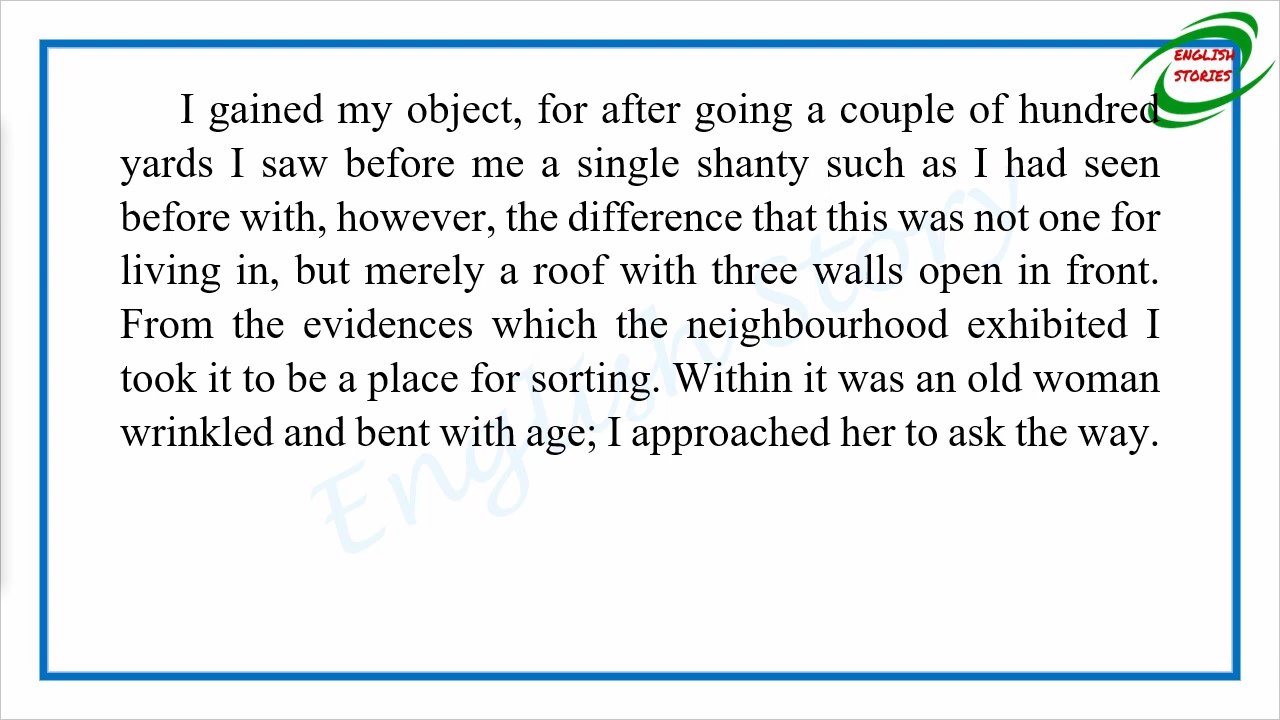 ENGLISH
STORIES
I gained my object, for after going a couple of hundred
yards I saw before me a single shanty such as I had seen
before with, however, the difference that this was not one for
living in, but merely a roof with three walls open in front.
From the evidences which the neighbourhood exhibited I
took it to be a place for sorting. Within it was an old woman
wrinkled and bent with age; I approached her to ask the way.
English Story